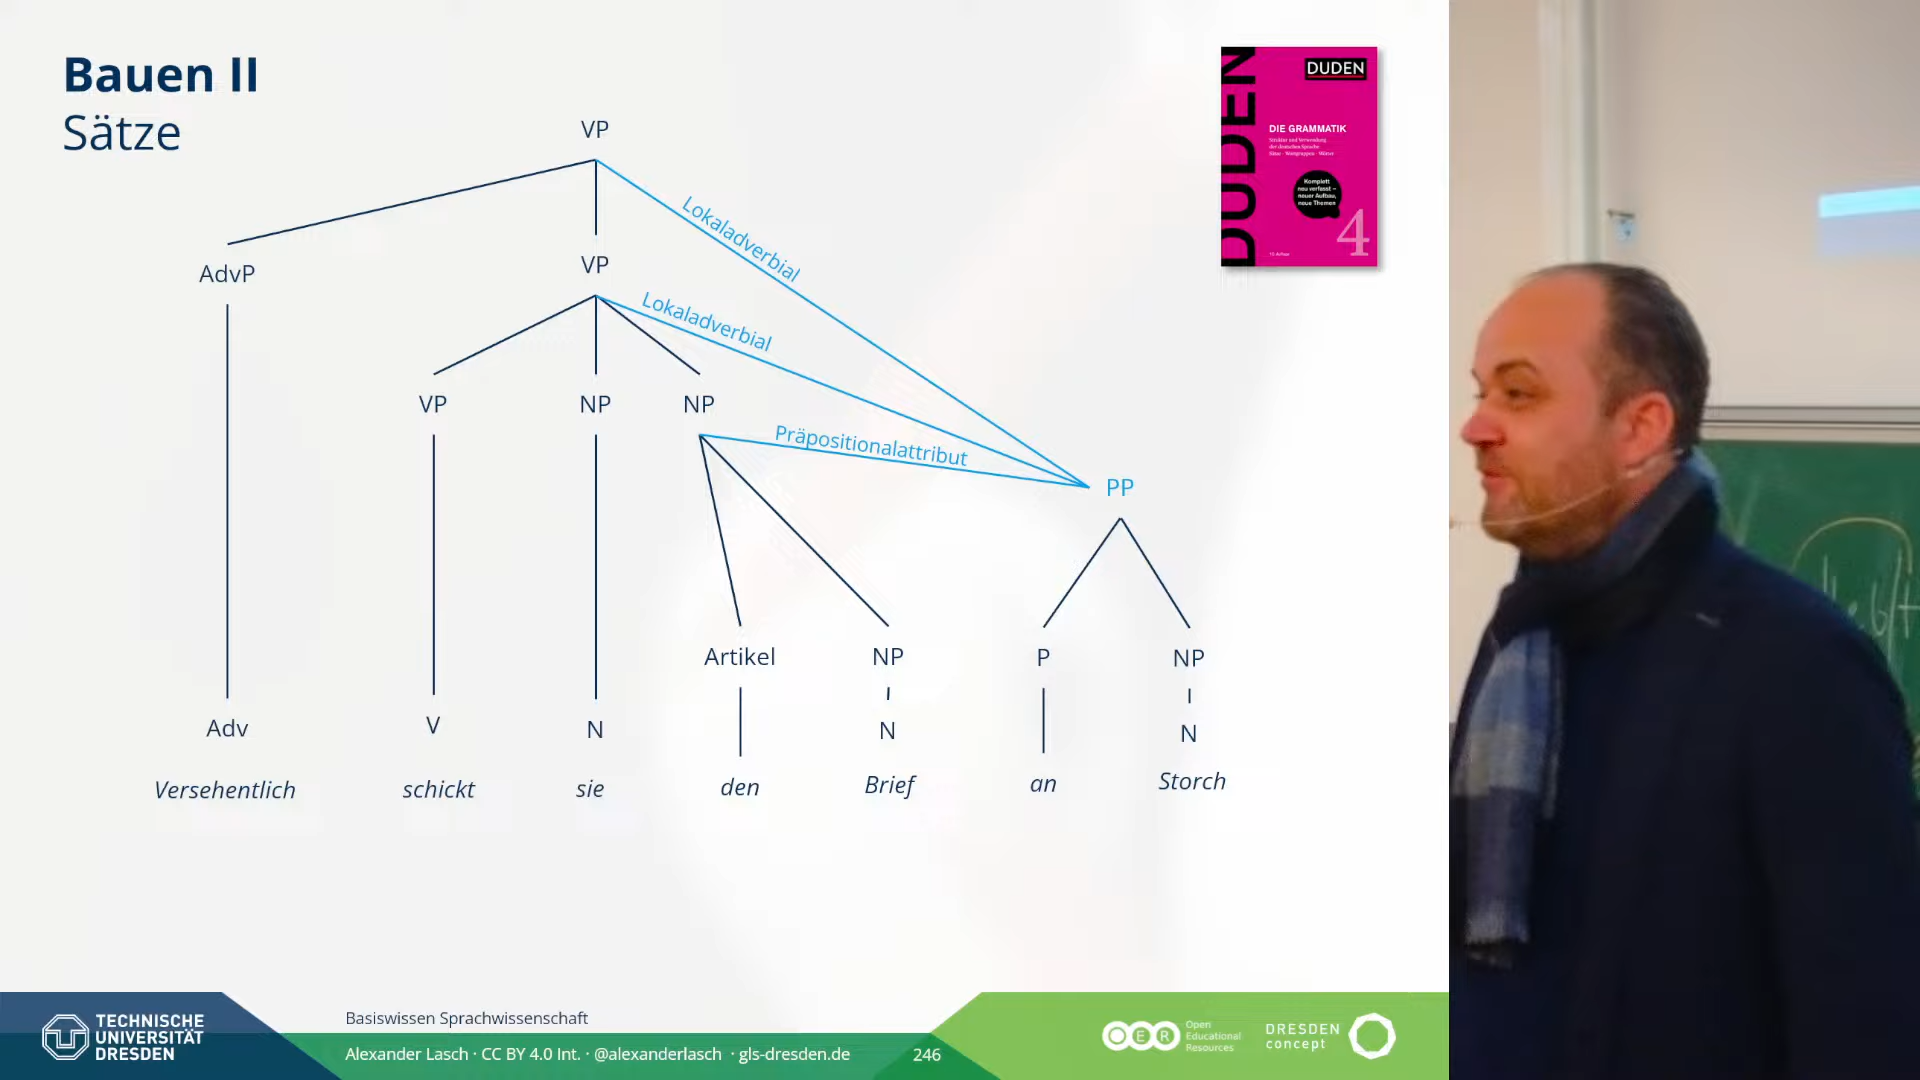 Bauen II
Sätze
DUDEN
DUDEN
DIE GRAMMATIK
Struktur und Verwendung
der deutschen Sprache
Sätze · Wortgruppen · Wörter
Komplett
neu verfasst –
neuer Aufbau,
neue Themen
4
VP
Lokaladverbial
AdvP
VP
Lokaladverbial
VP NP NP
Präpositionalattribut
PP
Artikel NP P NP
Adv V N N N
Versehentlich schickt sie den Brief an Storch
TECHNISCHE
UNIVERSITÄT
DRESDEN
Basiswissen Sprachwissenschaft
Alexander Lasch · CC BY 4.0 Int. · @alexanderlasch · gls-dresden.de 246
OER
Open
Educational
Resources
DRESDEN
concept